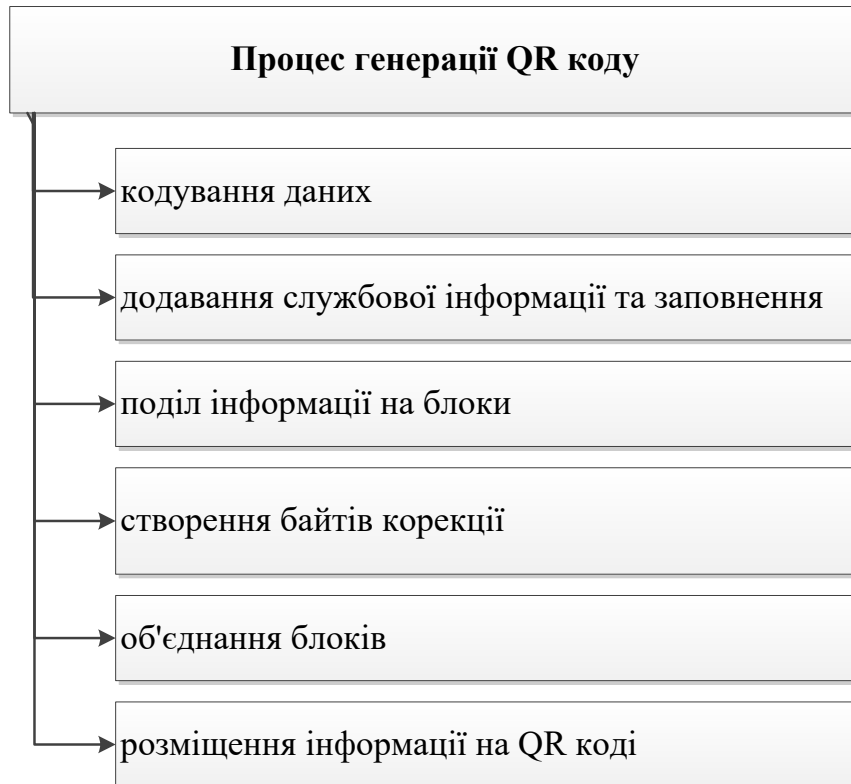 Процес генерації QR коду
кодування даних
додавання службової інформації та заповнення
поділ інформації на блоки
створення байтів корекції
об'єднання блоків
розміщення інформації на QR коді